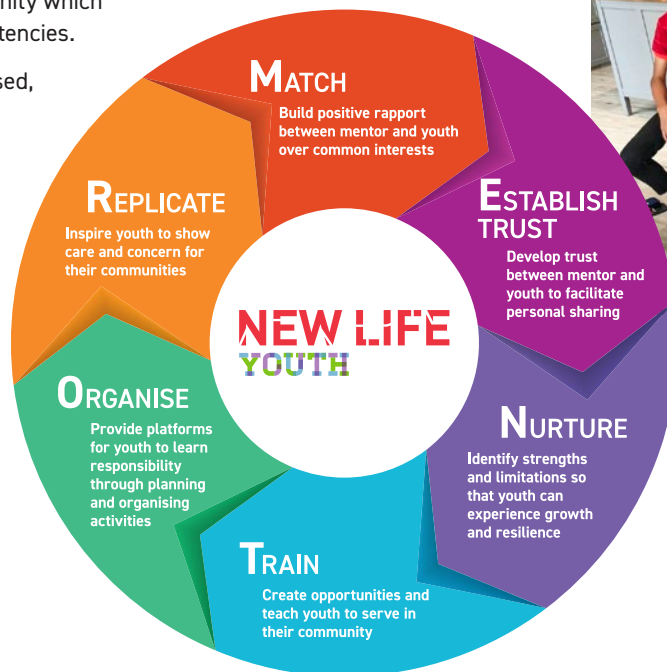 nity which
tencies.
sed,
MATCH
Build positive rapport
between mentor and youth
over common interests
ESTABLISH
TRUST
Develop trust
between mentor and
youth to facilitate
personal sharing
NURTURE
Identify strengths
and limitations so
that youth can
experience growth
and resilience
TRAIN
Create opportunities and
teach youth to serve in
their community
ORGANISE
Provide platforms
for youth to learn
responsibility
through planning
and organising
activities
REPLICATE
Inspire youth to show
care and concern for
their communities
NEW LIFE
YOUTH